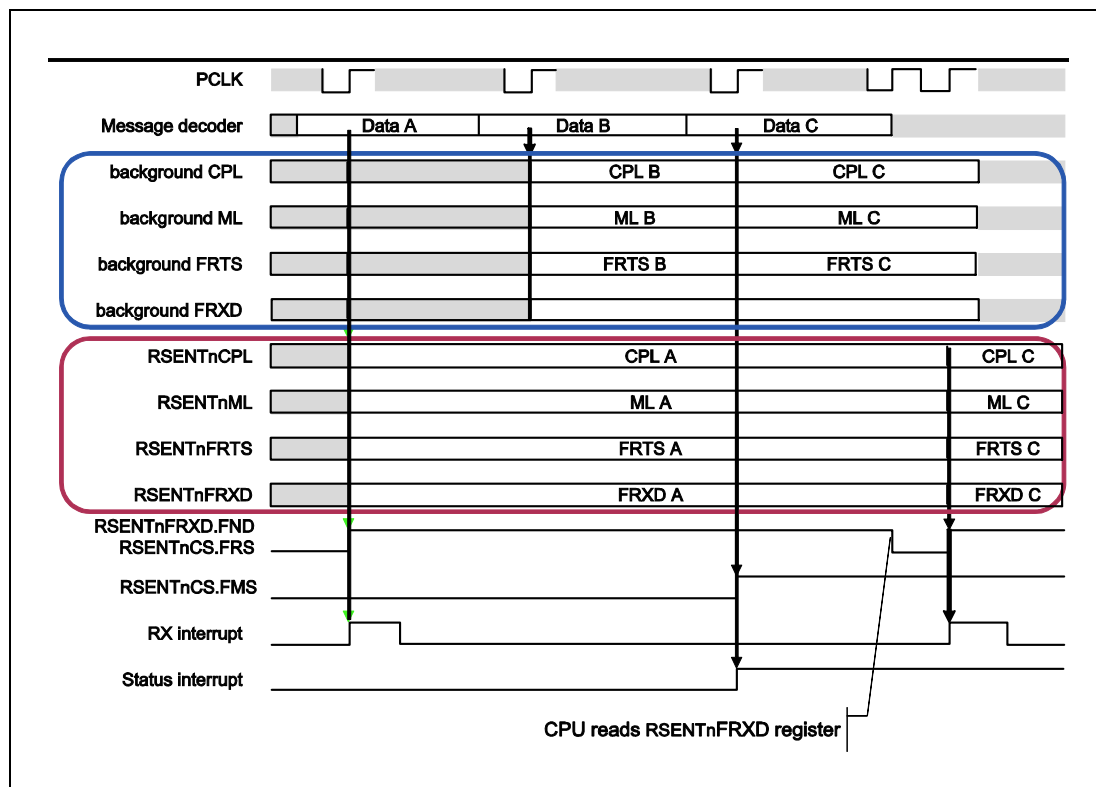 PCLK
Message decoder Data A Data B Data C
background CPL CPL B CPL C
background ML ML B ML C
background FRTS FRTS B FRTS C
background FRXD
RSENTnCPL CPL A CPL C
RSENTnML ML A ML C
RSENTnFRTS FRTS A FRTS C
RSENTnFRXD FRXD A FRXD C
RSENTnFRXD.FND
RSENTnCS.FRS
RSENTnCS.FMS
RX interrupt
Status interrupt
CPU reads RSENTnFRXD register